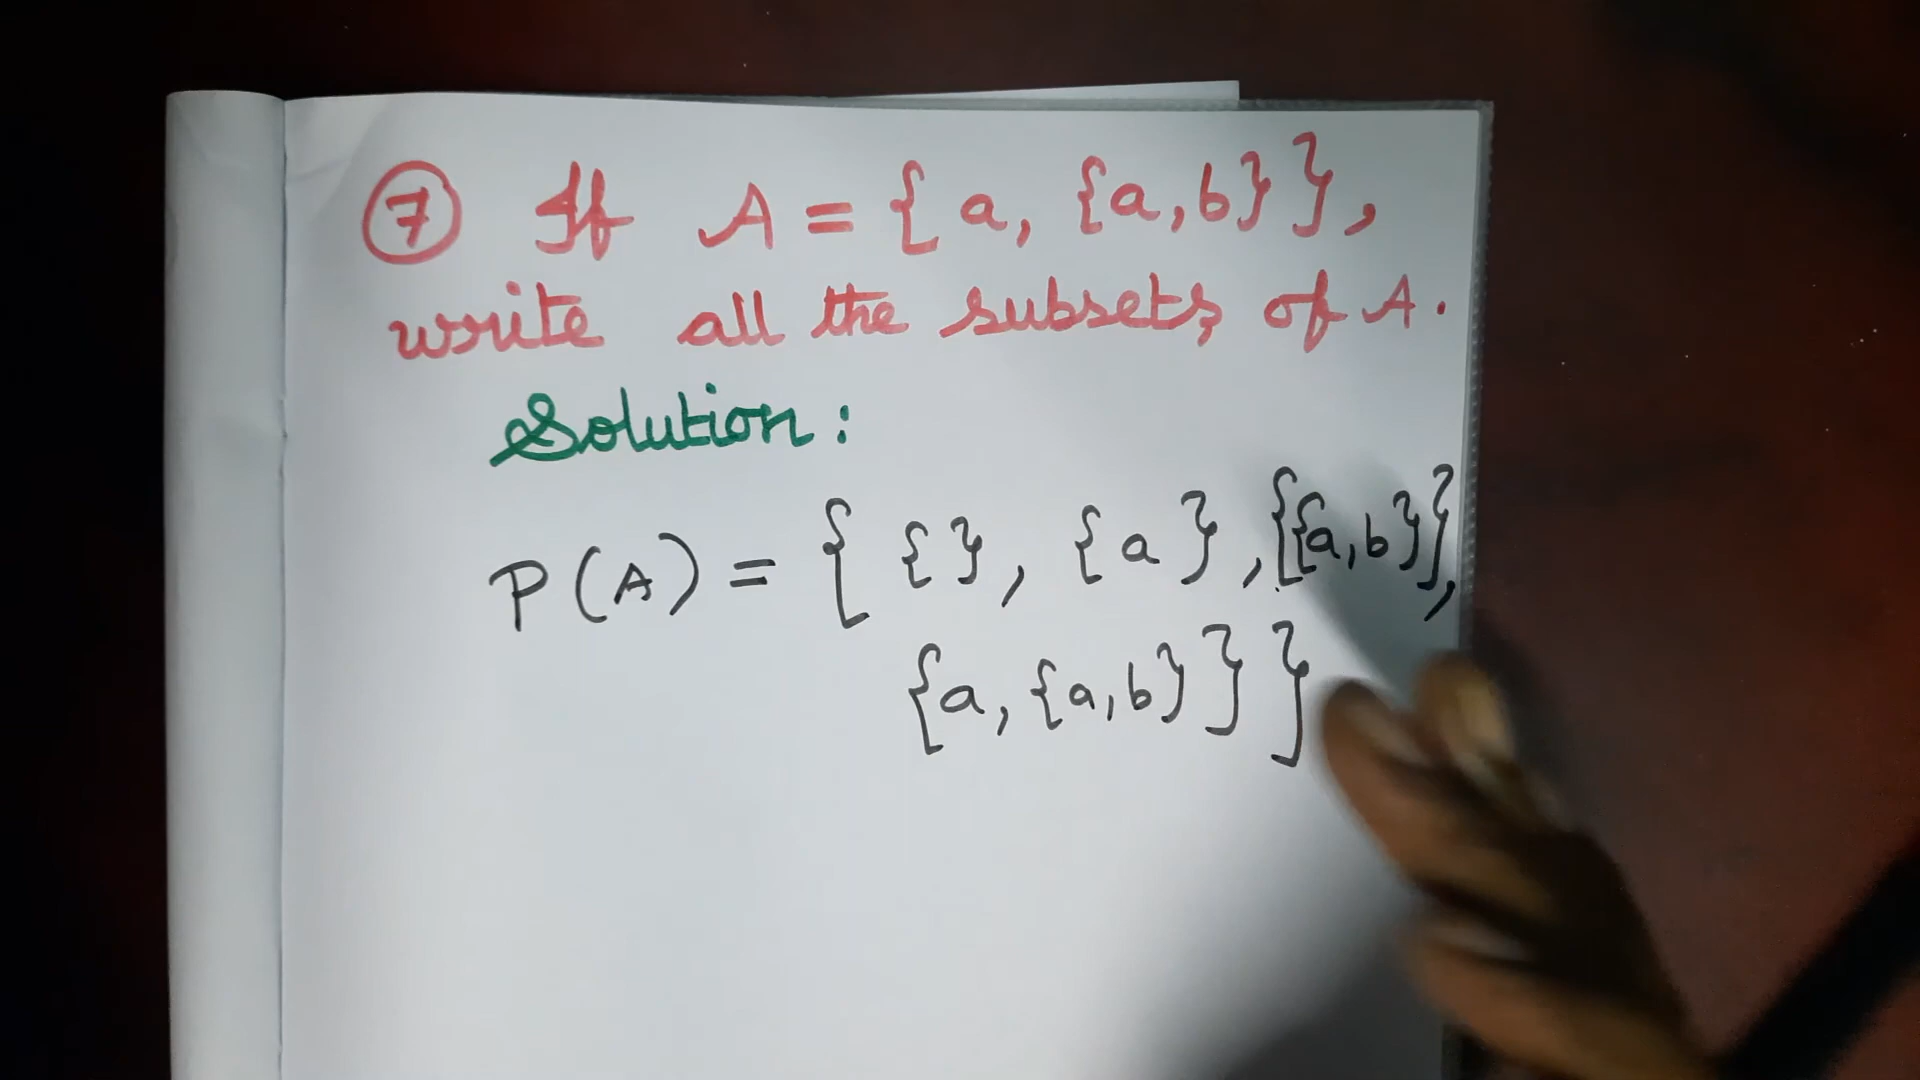 7 If A = { a, {a,b} },
write all the subsets of A.
Solution:
P(A) = { {}, {a}, {{a,b}},
{a, {a,b} } }